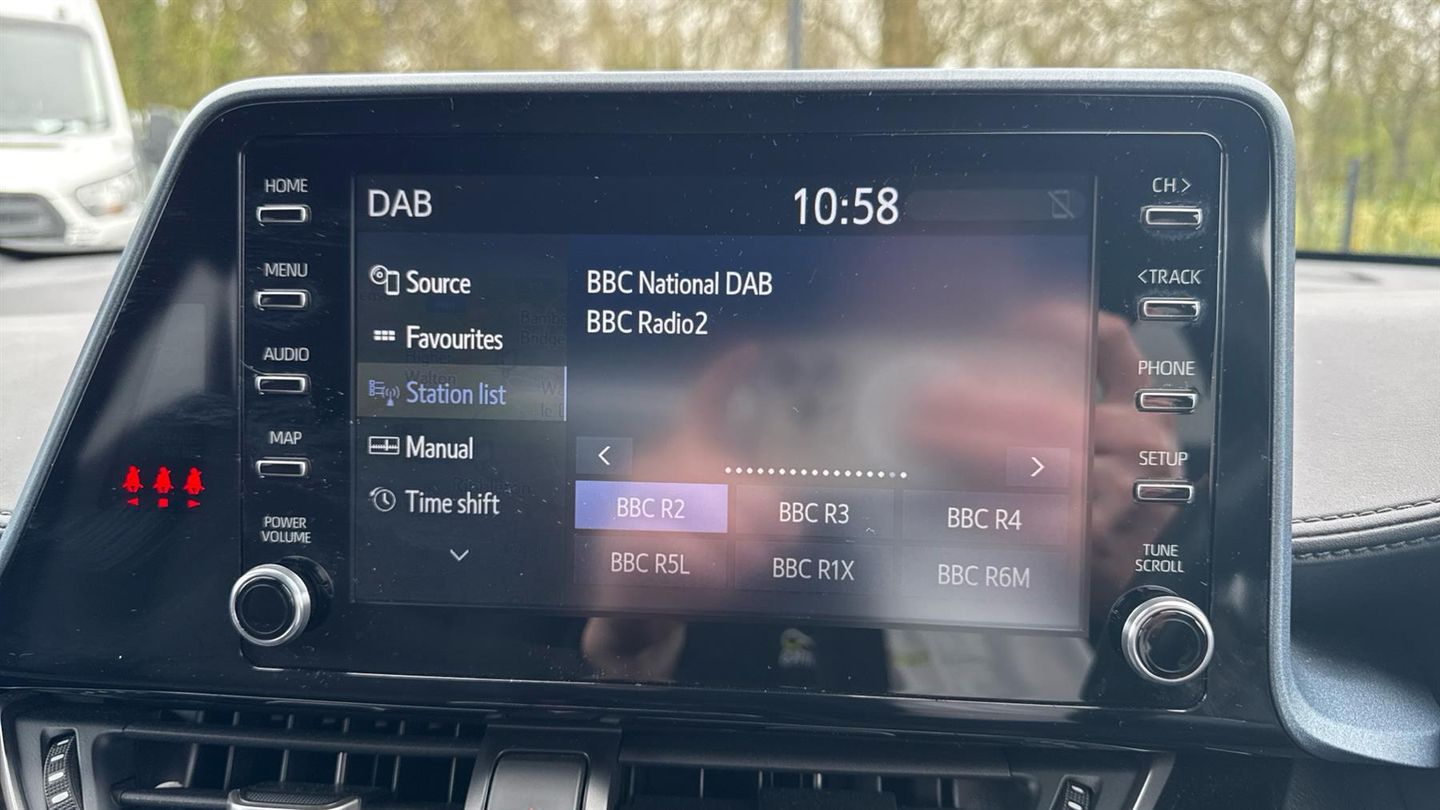 HOME
MENU
AUDIO
MAP
POWER
VOLUME
DAB
10:58
Source
Favourites
Station list
Manual
Time shift
BBC National DAB
BBC Radio2
<
>
BBC R2
BBC R3
BBC R4
BBC R5L
BBC R1X
BBC R6M
CH.>
<TRACK
PHONE
SETUP
TUNE
SCROLL